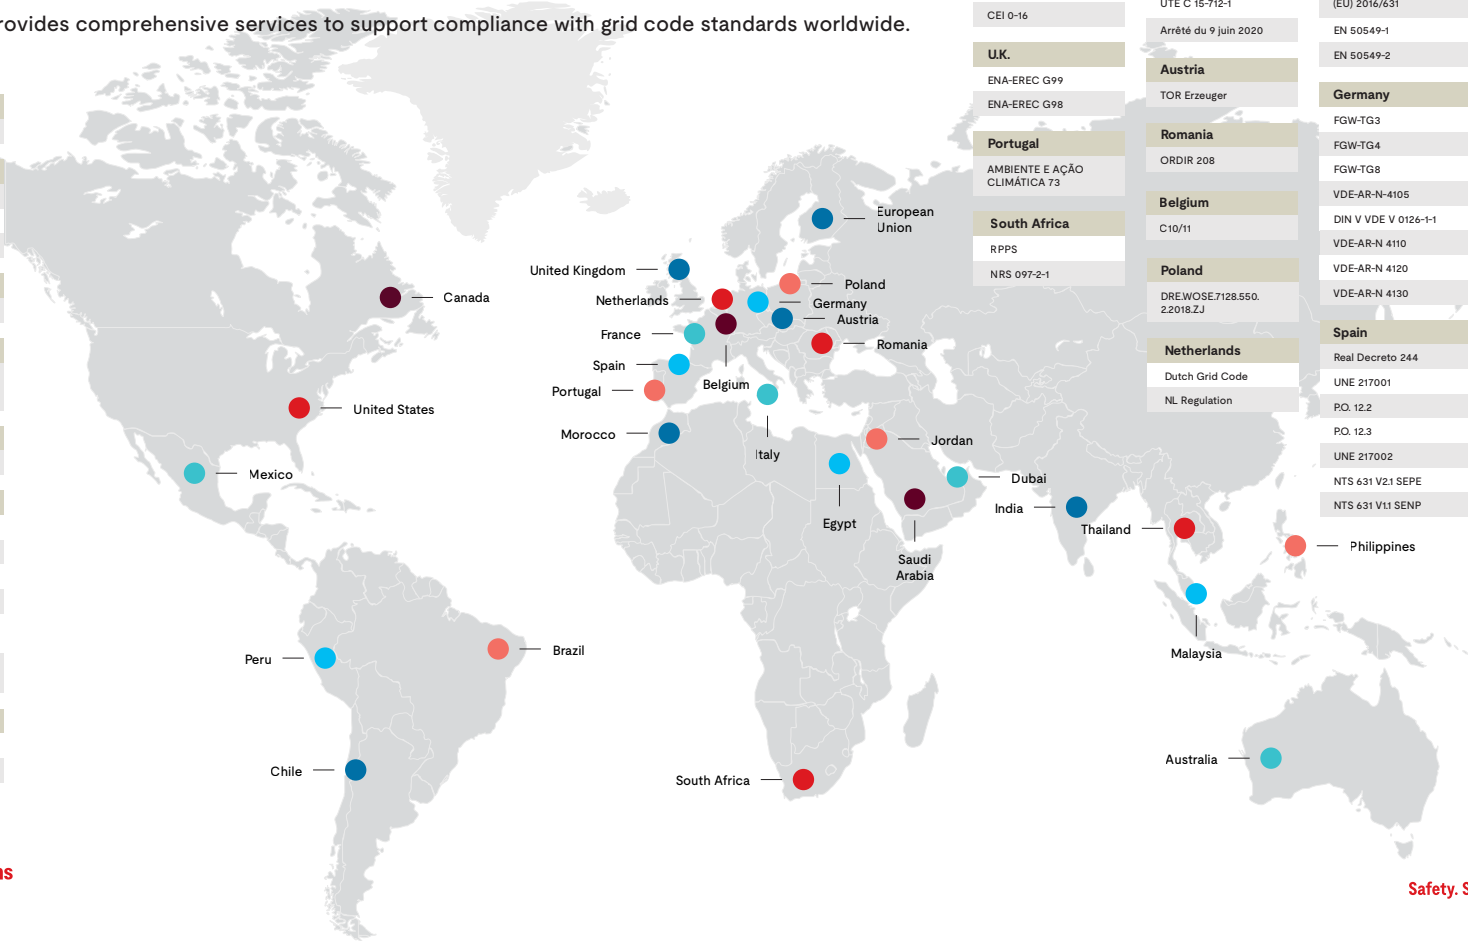 rovides comprehensive services to support compliance with grid code standards worldwide.
CEI 0-16
U.K.
ENA-EREC G99
ENA-EREC G98
Portugal
AMBIENTE E AÇÃO
CLIMÁTICA 73
South Africa
RPPS
NRS 097-2-1
UTE C 15-712-1
Arrêté du 9 juin 2020
Austria
TOR Erzeuger
Romania
ORDIR 208
Belgium
C10/11
Poland
DRE.WOSE.7128.550.
2.2018.ZJ
Netherlands
Dutch Grid Code
NL Regulation
(EU) 2016/631
EN 50549-1
EN 50549-2
Germany
FGW-TG3
FGW-TG4
FGW-TG8
VDE-AR-N-4105
DIN V VDE V 0126-1-1
VDE-AR-N 4110
VDE-AR-N 4120
VDE-AR-N 4130
Spain
Real Decreto 244
UNE 217001
P.O. 12.2
P.O. 12.3
UNE 217002
NTS 631 V2.1 SEPE
NTS 631 V1.1 SENP
European
Union
United Kingdom
Poland
Canada
Netherlands
Germany
Austria
France
Romania
Spain
Belgium
Portugal
United States
Morocco
Jordan
Italy
Mexico
Dubai
India
Egypt
Thailand
Philippines
Saudi
Arabia
Brazil
Malaysia
Peru
Australia
Chile
South Africa
ns
Safety. S